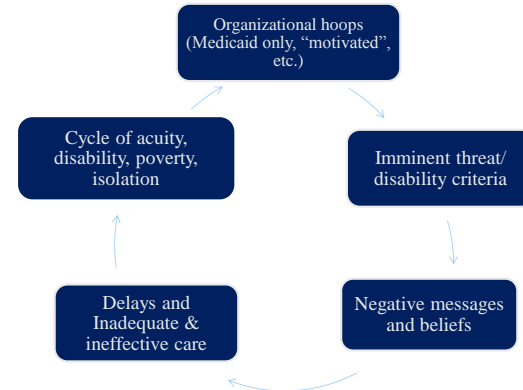 Organizational hoops
(Medicaid only, “motivated”,
etc.)
Imminent threat/
disability criteria
Negative messages
and beliefs
Delays and
Inadequate &
ineffective care
Cycle of acuity,
disability, poverty,
isolation